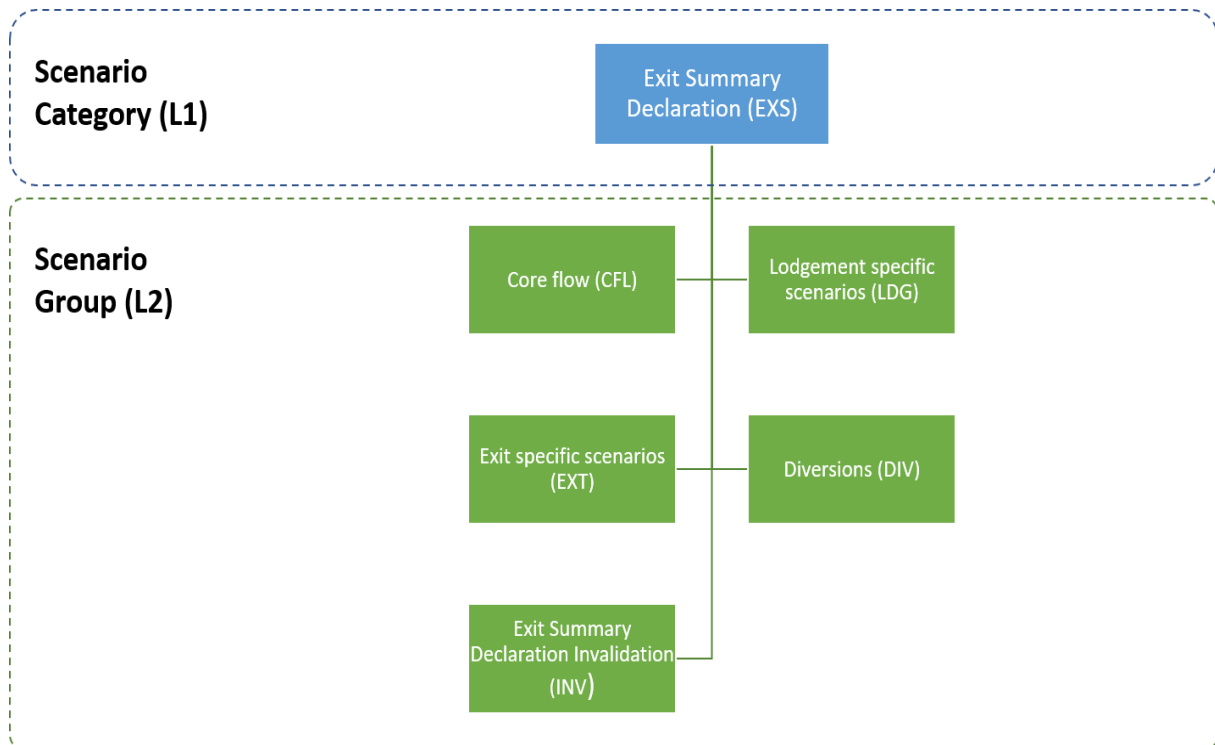 Scenario
Category (L1)
Exit Summary
Declaration (EXS)
Scenario
Group (L2)
Core flow (CFL)
Lodgement specific
scenarios (LDG)
Exit specific scenarios
(EXT)
Diversions (DIV)
Exit Summary
Declaration Invalidation
(INV)